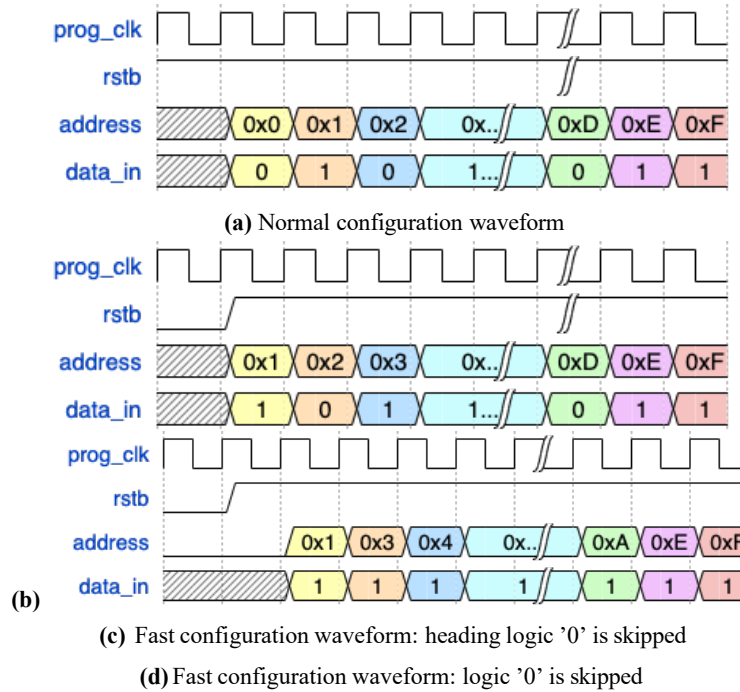 prog_clk
rstb
address 0x0 0x1 0x2 0x.. 0xD 0xE 0xF
data_in 0 1 0 1... 0 1 1
(a) Normal configuration waveform
prog_clk
rstb
address 0x1 0x2 0x3 0x.. 0xD 0xE 0xF
data_in 1 0 1 1... 0 1 1
prog_clk
rstb
address 0x1 0x3 0x4 0x.. 0xA 0xE 0xF
(b) data_in 1 1 1 1 1 1 1
(c) Fast configuration waveform: heading logic ’0’ is skipped
(d) Fast configuration waveform: logic ’0’ is skipped